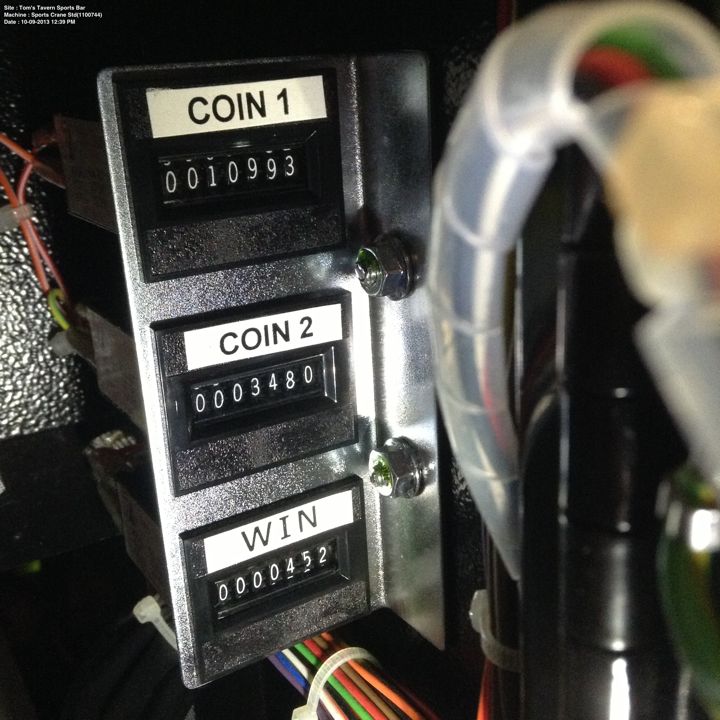 Site : Tom's Tavern Sports Bar
Machine : Sports Crane Std(1100744)
Date : 10-09-2013 12:39 PM
COIN 1
0010993
COIN 2
0003480
WIN
0000452